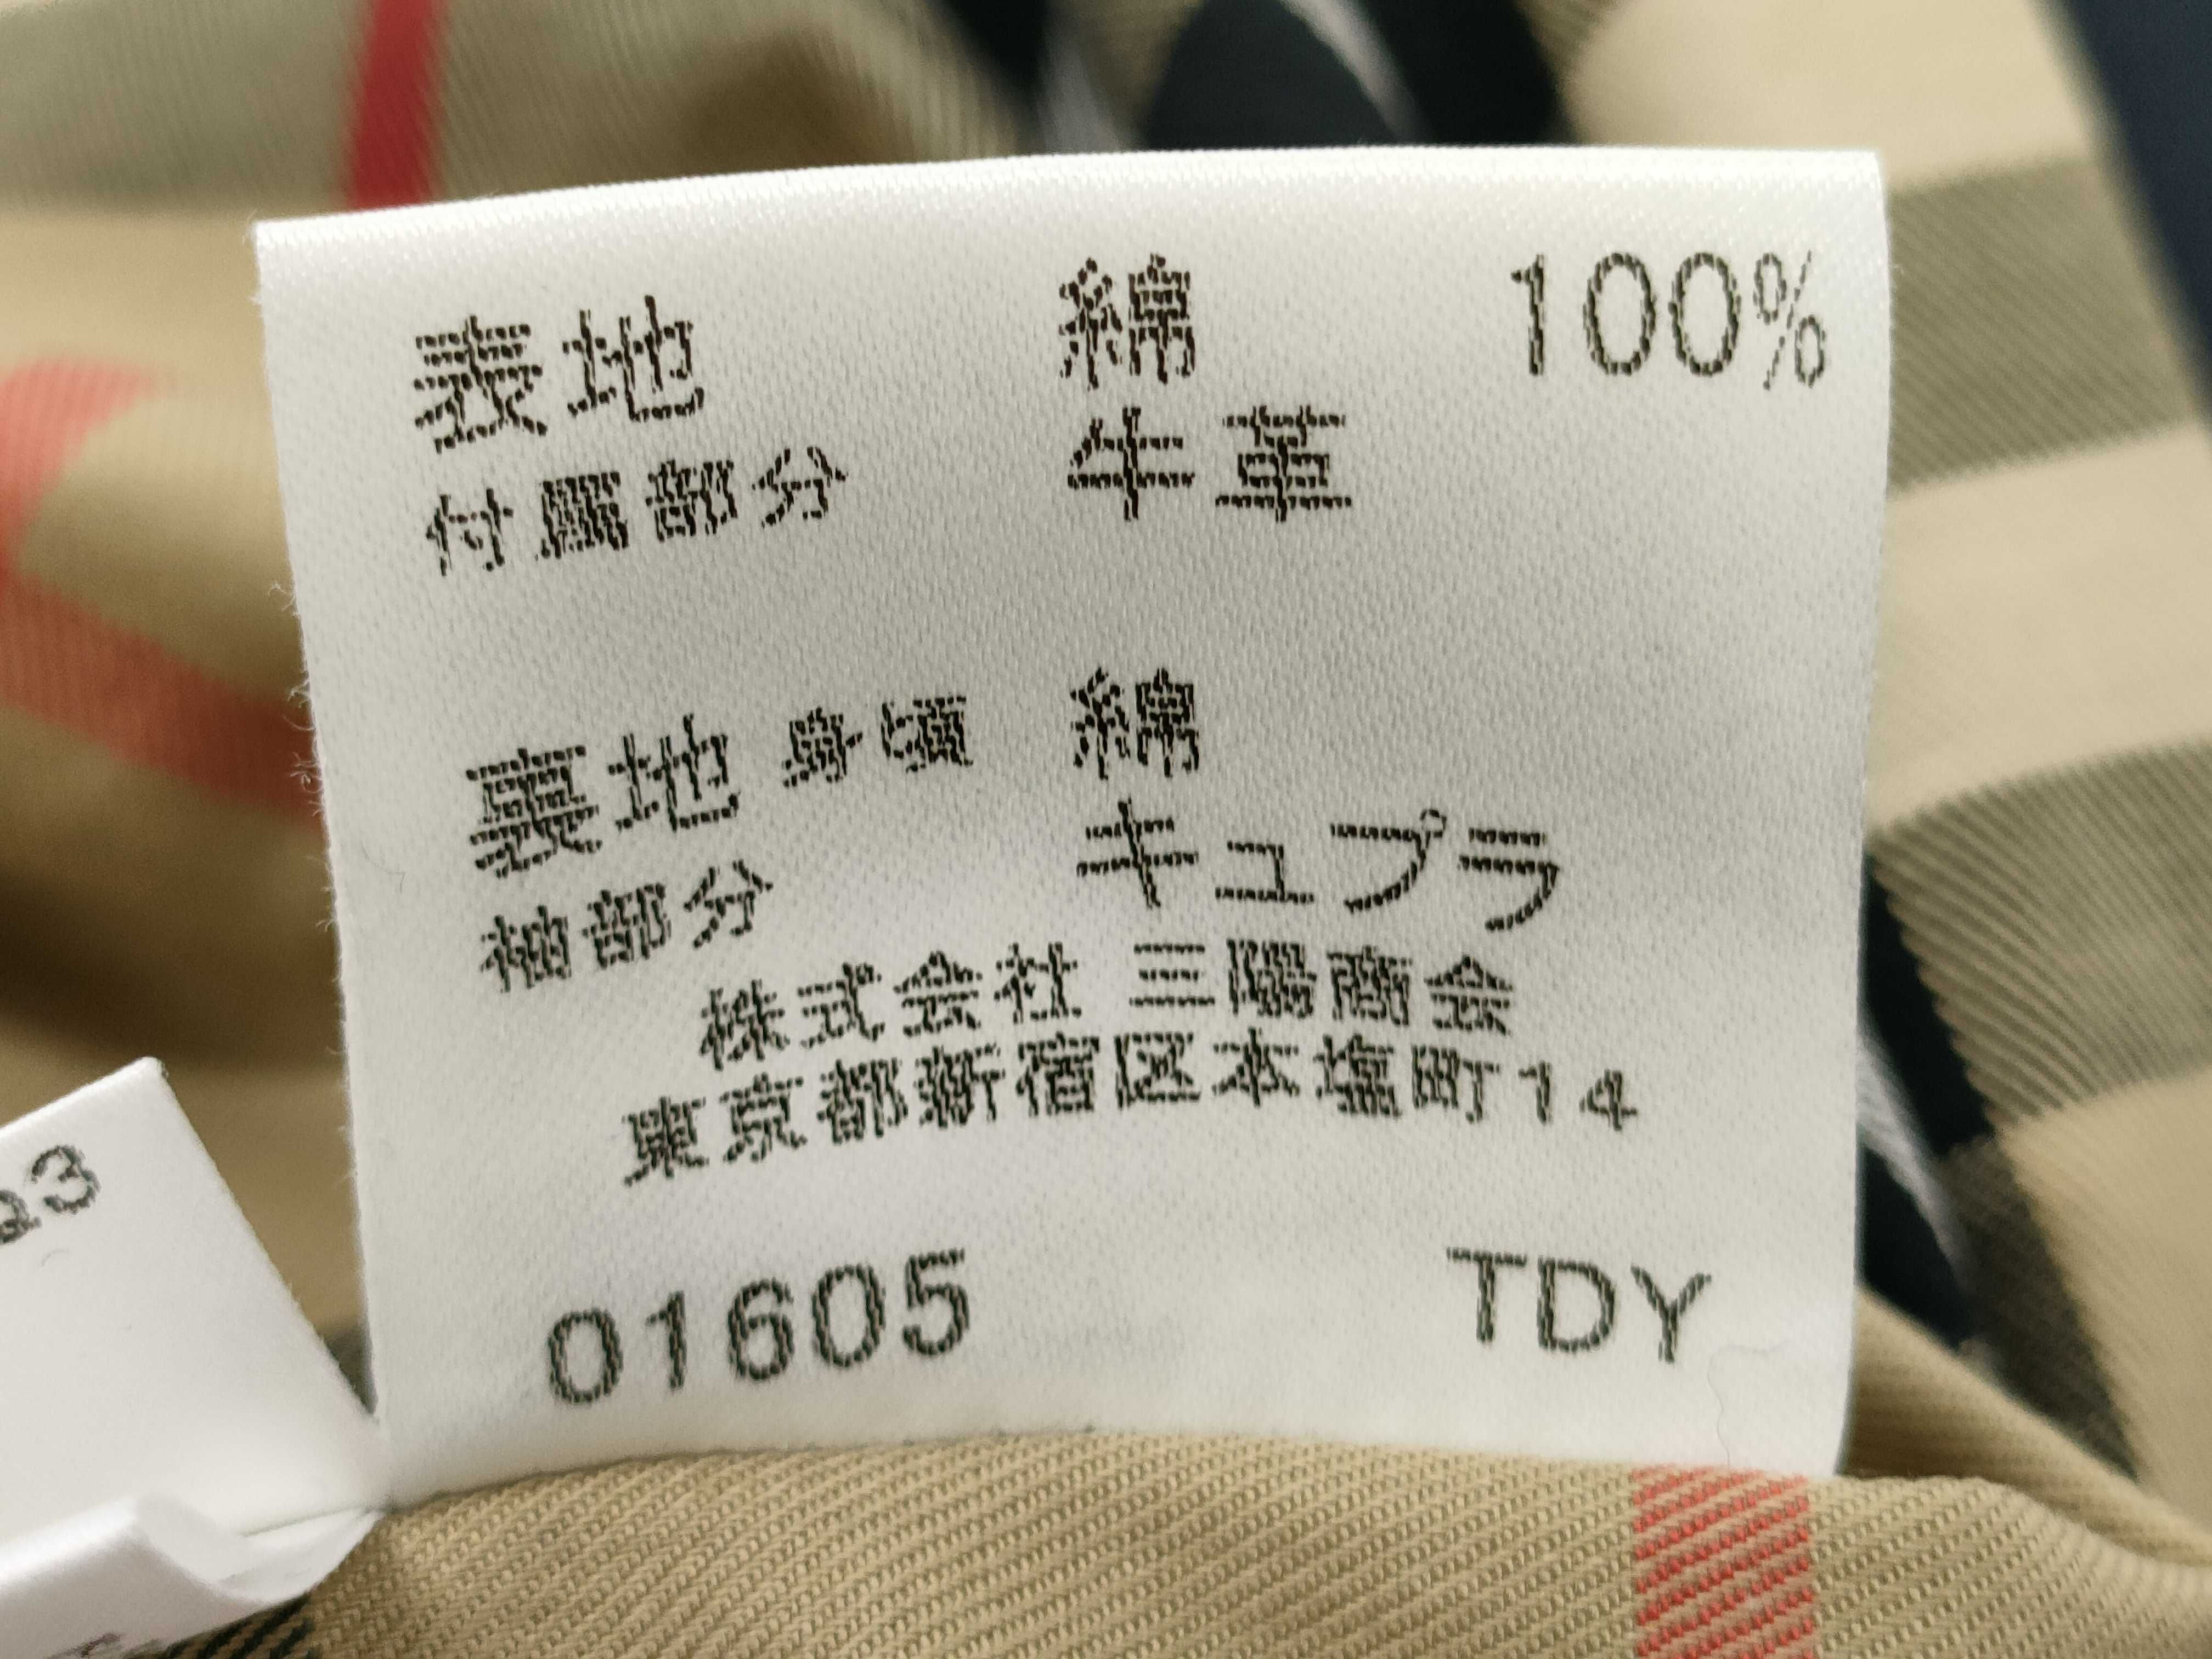 表地 綿 100%
付属部分 牛革
裏地 身頃 綿
袖部分 キュプラ
株式会社 三陽商会
東京都新宿区本塩町14
01605 TDY
23